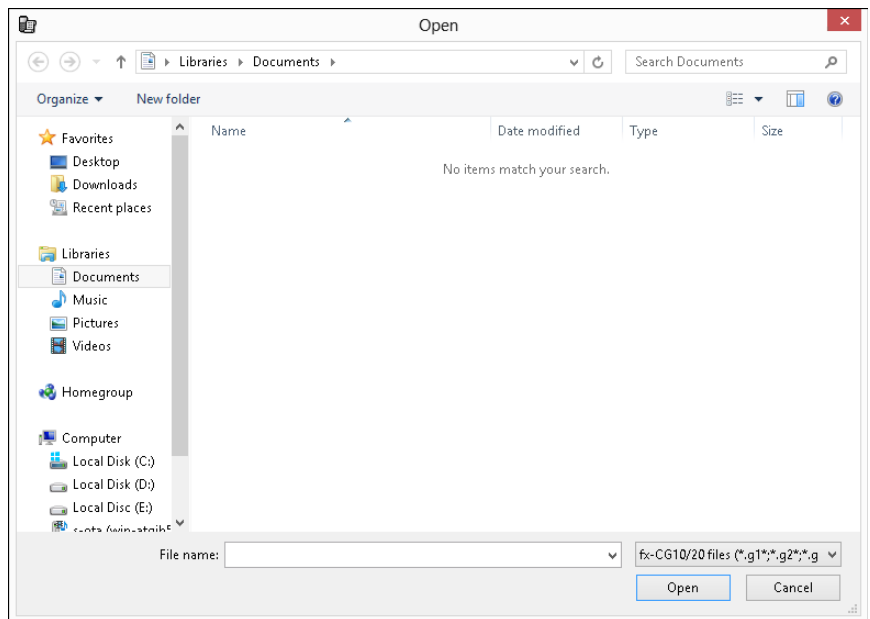 Open
Libraries Documents
Search Documents
Organize New folder
Name Date modified Type Size
No items match your search.
Favorites
Desktop
Downloads
Recent places
Libraries
Documents
Music
Pictures
Videos
Homegroup
Computer
Local Disk (C:)
Local Disk (D:)
Local Disc (E:)
File name:
fx-CG10/20 files (*.g1*;*.g2*;*.g
Open Cancel